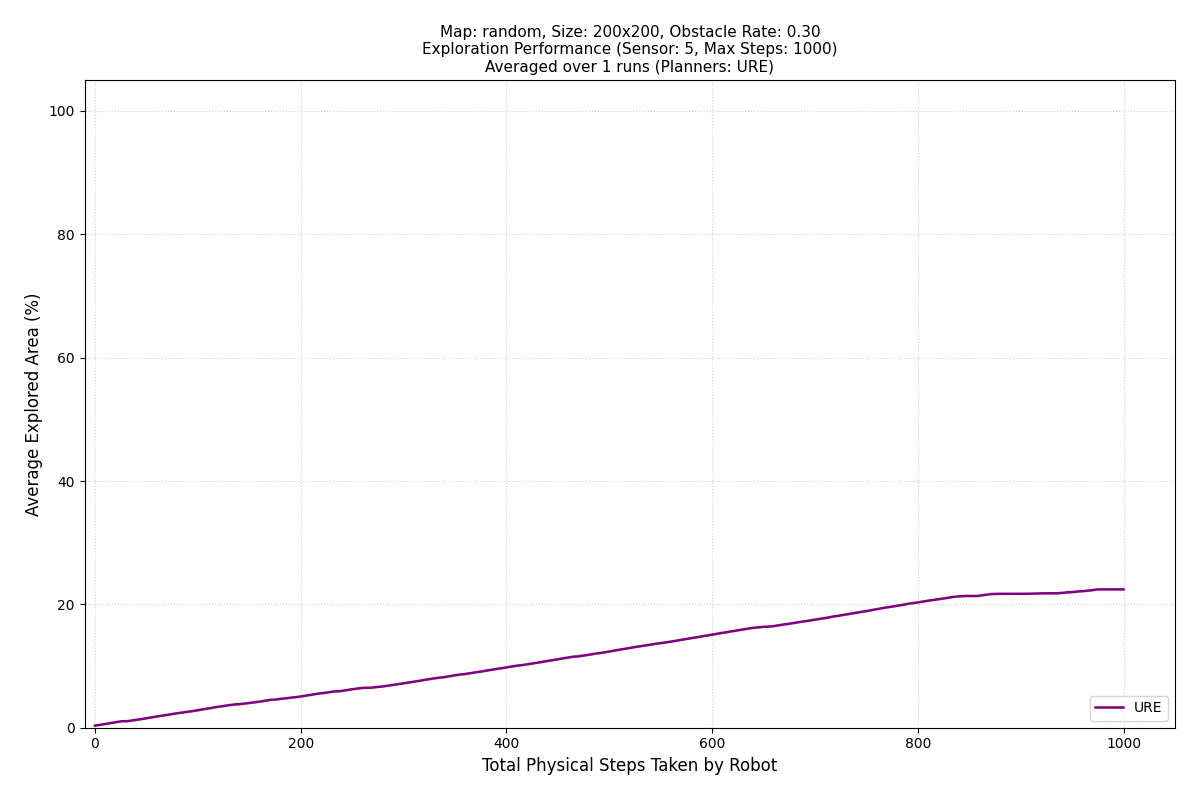 Map: random, Size: 200x200, Obstacle Rate: 0.30
Exploration Performance (Sensor: 5, Max Steps: 1000)
Averaged over 1 runs (Planners: URE)
Average Explored Area (%)
100
80
60
40
20
0
0 200 400 600 800 1000
Total Physical Steps Taken by Robot
URE